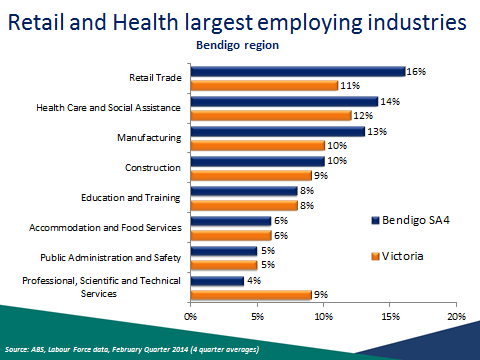 Retail and Health largest employing industries
Bendigo region
Retail Trade
16%
11%
Health Care and Social Assistance
14%
12%
Manufacturing
13%
10%
Construction
10%
9%
Education and Training
8%
8%
Accommodation and Food Services
6%
6%
Public Administration and Safety
5%
5%
Professional, Scientific and Technical
Services
4%
9%
Bendigo SA4
Victoria
0% 5% 10% 15% 20%
Source: ABS, Labour Force data, February Quarter 2014 (4 quarter averages)